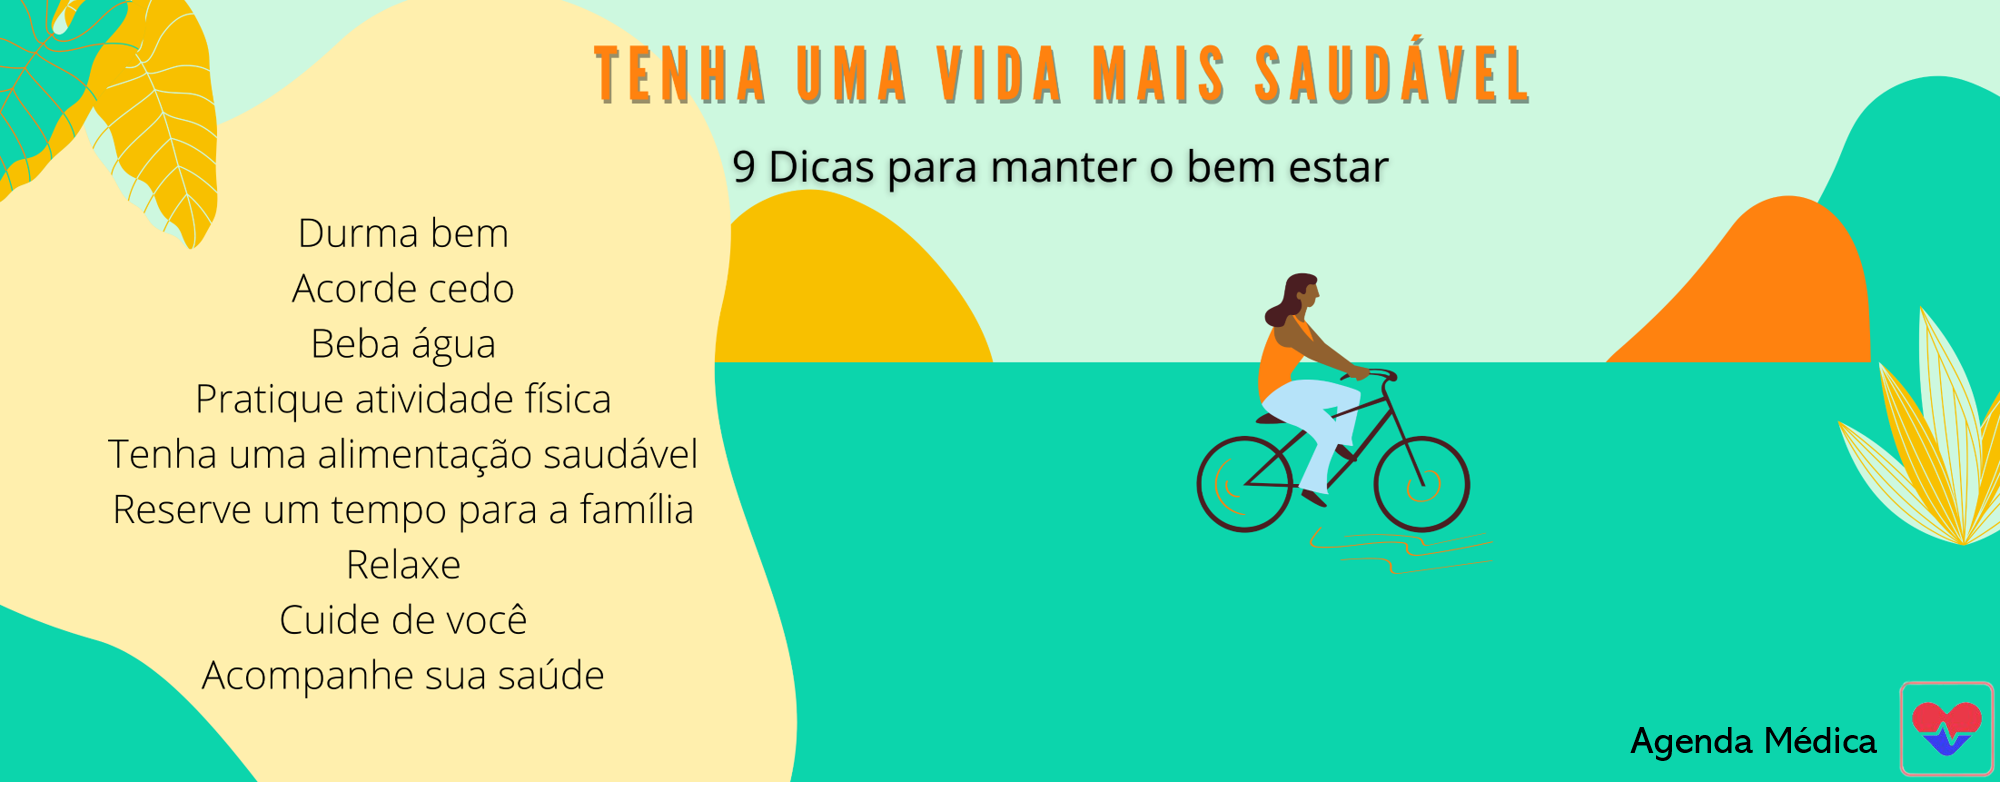 TENHA UMA VIDA MAIS SAUDÁVEL
9 Dicas para manter o bem estar
Durma bem
Acorde cedo
Beba água
Pratique atividade física
Tenha uma alimentação saudável
Reserve um tempo para a família
Relaxe
Cuide de você
Acompanhe sua saúde
Agenda Médica